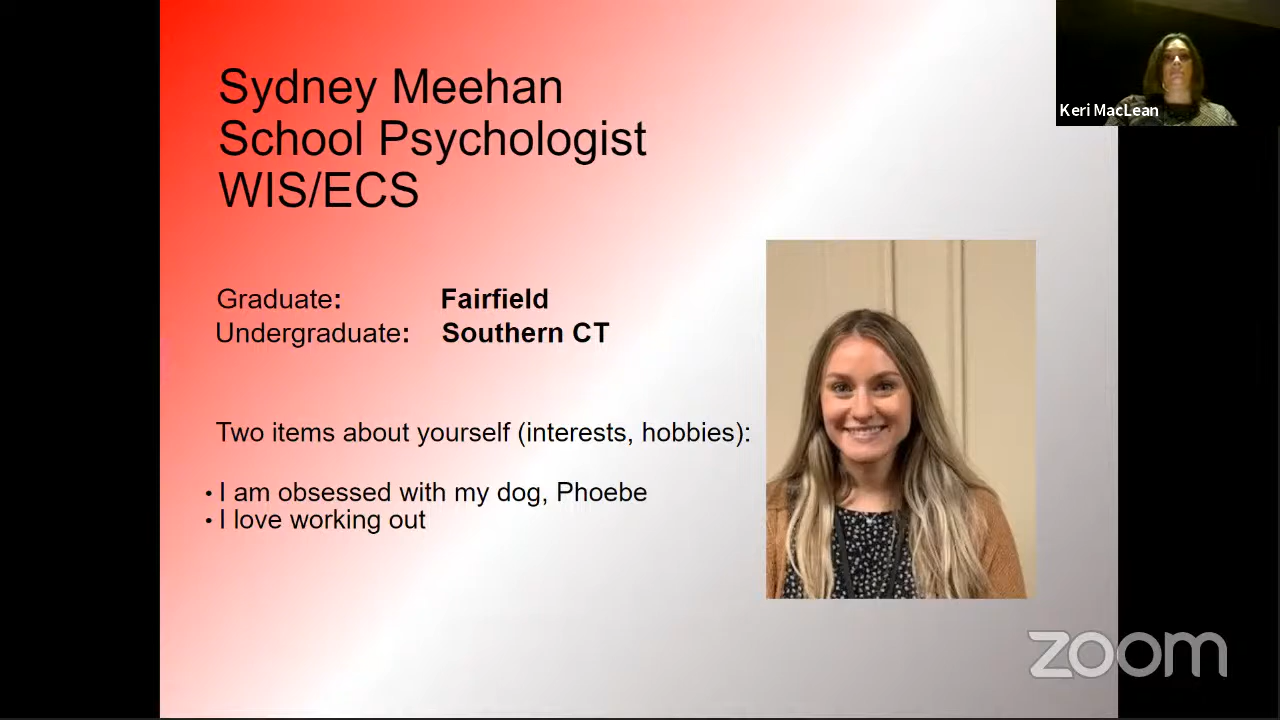 Sydney Meehan
School Psychologist
WIS/ECS
Keri MacLean
Graduate: Fairfield
Undergraduate: Southern CT
Two items about yourself (interests, hobbies):
• I am obsessed with my dog, Phoebe
• I love working out
zoom